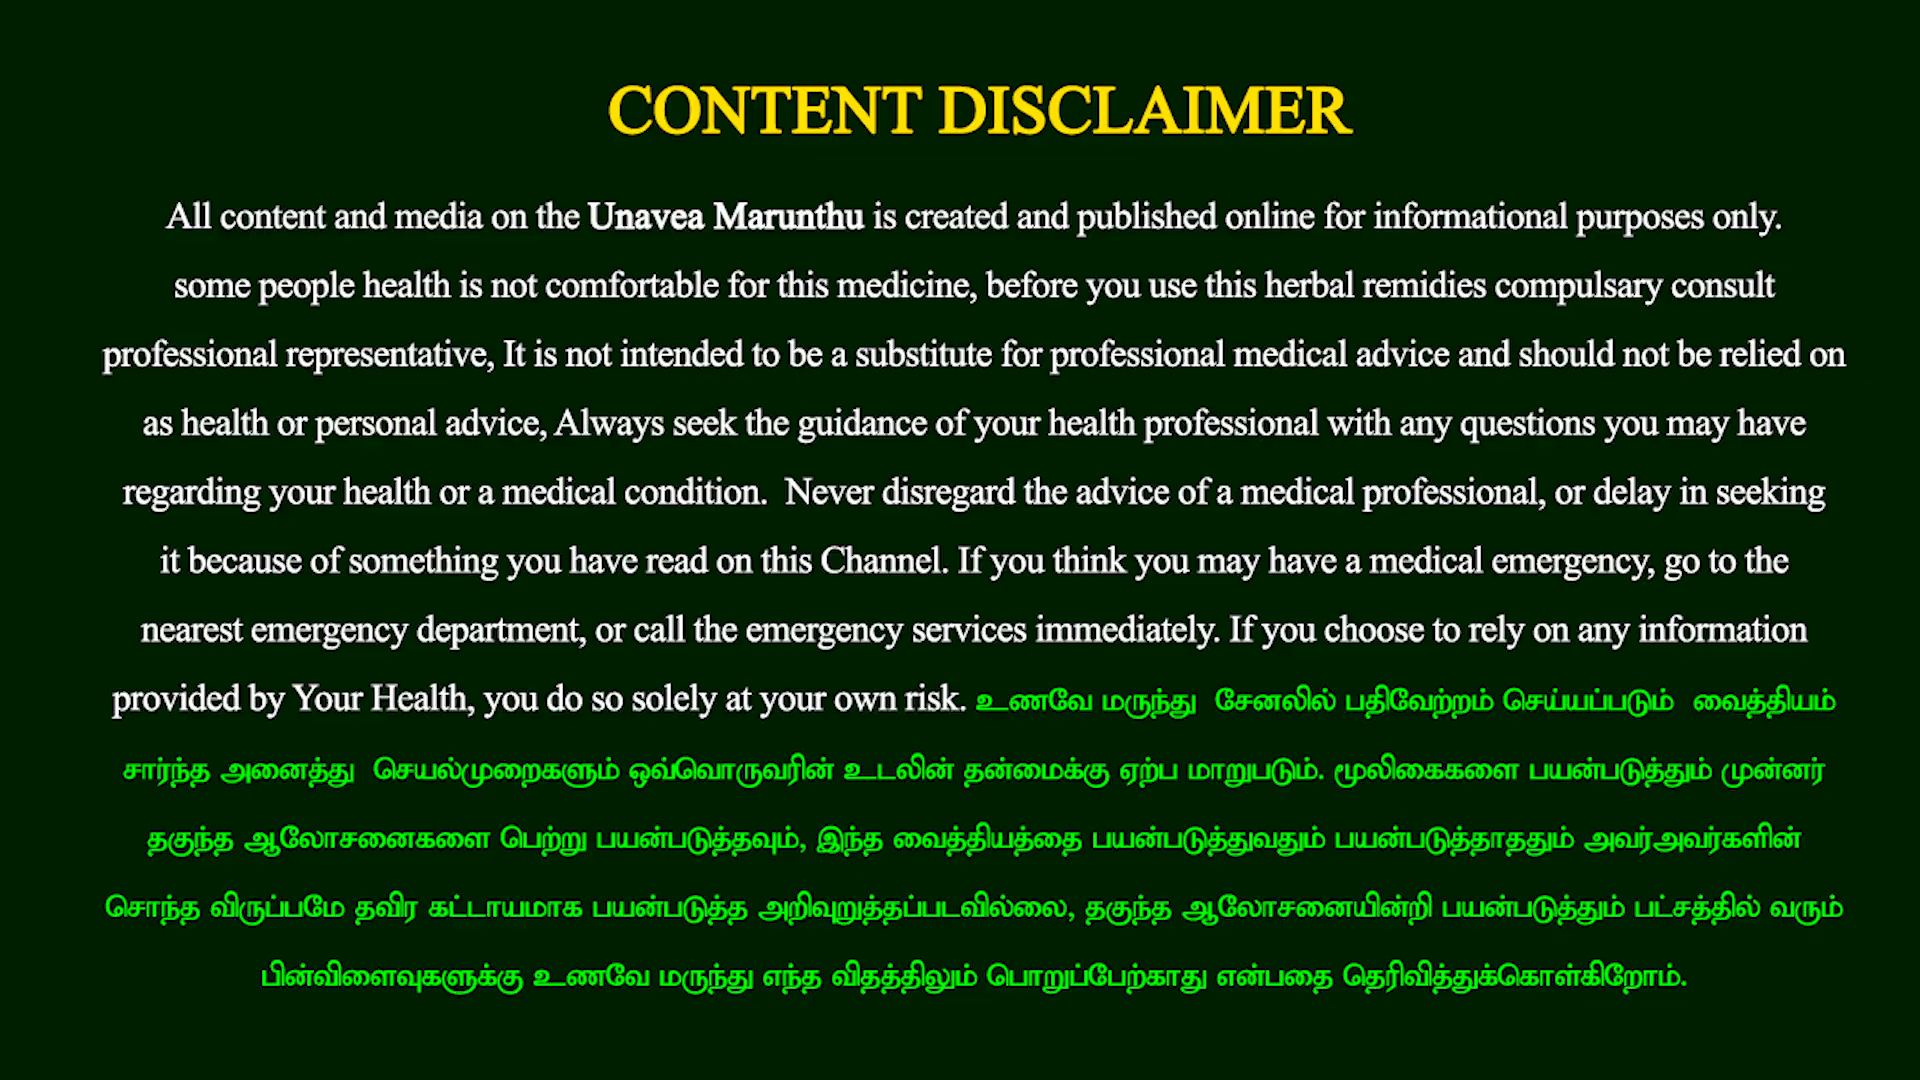 CONTENT DISCLAIMER
All content and media on the Unavea Marunthu is created and published online for informational purposes only.
some people health is not comfortable for this medicine, before you use this herbal remidies compulsary consult
professional representative, It is not intended to be a substitute for professional medical advice and should not be relied on
as health or personal advice, Always seek the guidance of your health professional with any questions you may have
regarding your health or a medical condition.  Never disregard the advice of a medical professional, or delay in seeking
it because of something you have read on this Channel. If you think you may have a medical emergency, go to the
nearest emergency department, or call the emergency services immediately. If you choose to rely on any information
provided by Your Health, you do so solely at your own risk. உணவே மருந்து  சேனலில் பதிவேற்றம் செய்யப்படும்  வைத்தியம்
சார்ந்த அனைத்து  செயல்முறைகளும் ஒவ்வொருவரின் உடலின் தன்மைக்கு ஏற்ப மாறுபடும். மூலிகைகளை பயன்படுத்தும் முன்னர்
தகுந்த ஆலோசனைகளை பெற்று பயன்படுத்தவும், இந்த வைத்தியத்தை பயன்படுத்துவதும் பயன்படுத்தாததும் அவர்அவர்களின்
சொந்த விருப்பமே தவிர கட்டாயமாக பயன்படுத்த அறிவுறுத்தப்படவில்லை, தகுந்த ஆலோசனையின்றி பயன்படுத்தும் பட்சத்தில் வரும்
பின்விளைவுகளுக்கு உணவே மருந்து எந்த விதத்திலும் பொறுப்பேற்காது என்பதை தெரிவித்துக்கொள்கிறோம்.